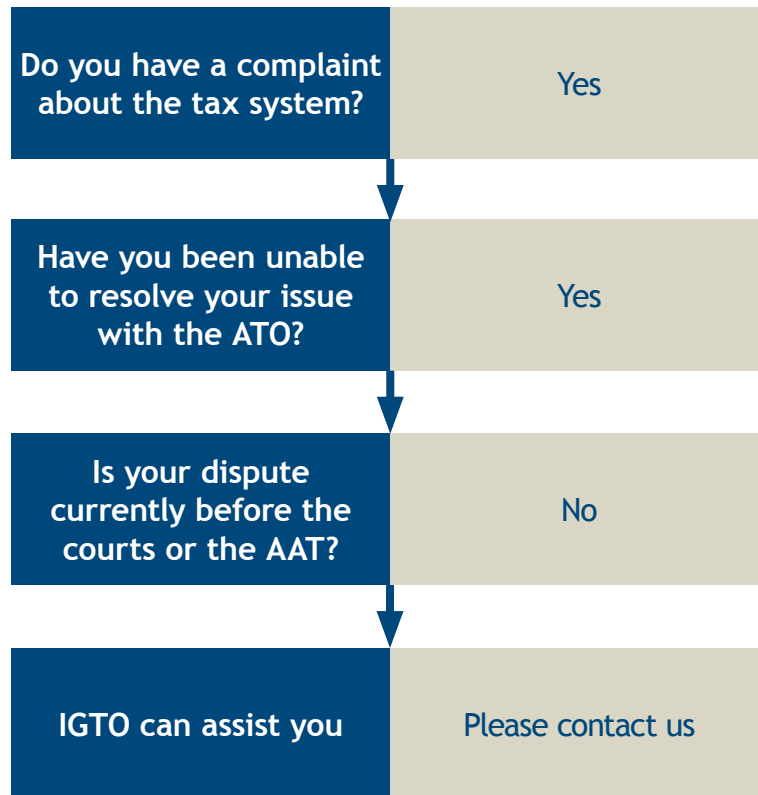 Do you have a complaint
about the tax system?
Yes
Have you been unable
to resolve your issue
with the ATO?
Yes
Is your dispute
currently before the
courts or the AAT?
No
IGTO can assist you
Please contact us